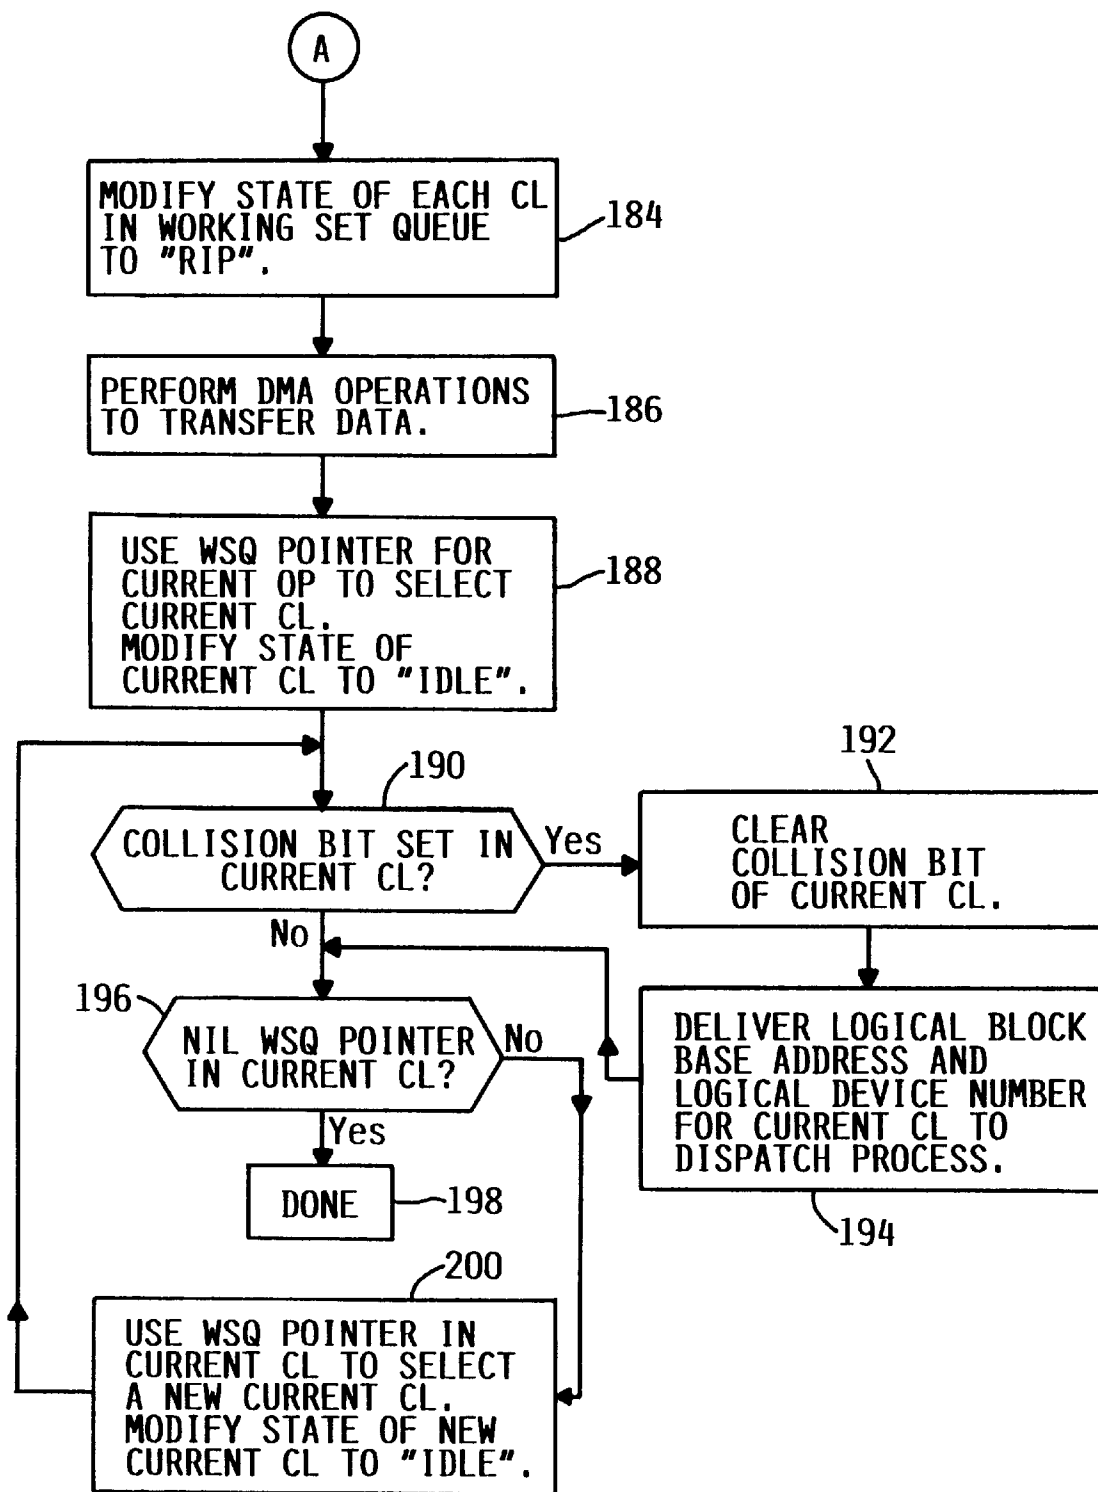 A
MODIFY STATE OF EACH CL
IN WORKING SET QUEUE
TO "RIP".
184
PERFORM DMA OPERATIONS
TO TRANSFER DATA.
186
USE WSQ POINTER FOR
CURRENT OP TO SELECT
CURRENT CL.
MODIFY STATE OF
CURRENT CL TO "IDLE".
188
190
COLLISION BIT SET IN
CURRENT CL?
Yes
No
192
CLEAR
COLLISION BIT
OF CURRENT CL.
DELIVER LOGICAL BLOCK
BASE ADDRESS AND
LOGICAL DEVICE NUMBER
FOR CURRENT CL TO
DISPATCH PROCESS.
194
196
NIL WSQ POINTER
IN CURRENT CL?
No
Yes
DONE
198
200
USE WSQ POINTER IN
CURRENT CL TO SELECT
A NEW CURRENT CL.
MODIFY STATE OF NEW
CURRENT CL TO "IDLE".